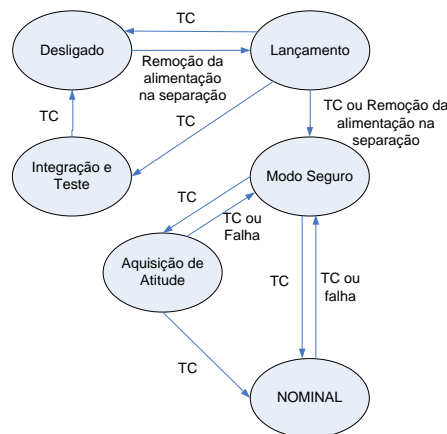 TC
Desligado
Lançamento
Remoção da
alimentação
na separação
TC
TC
TC ou Remoção da
alimentação na
separação
Integração e
Teste
Modo Seguro
TC
TC ou
Falha
Aquisição de
Atitude
TC
TC ou
falha
TC
NOMINAL